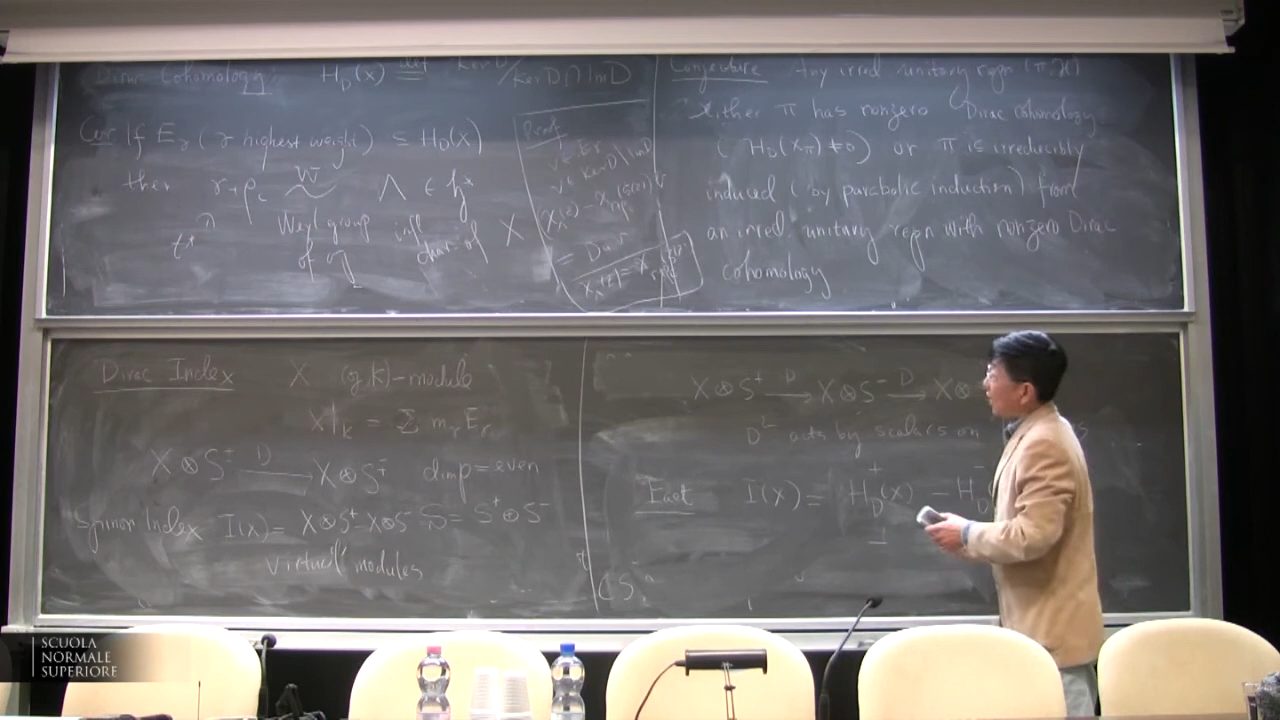 Dirac Cohomology: H_D(X) def= Ker D / Ker D ∩ Im D
Cor If E_γ (γ highest weight) ⊆ H_D(X)
then γ+ρ_c ~ Λ ∈ h*
W
t* Weyl group infl char of X
of g
Proof
= D²v
Conjecture Any irred unitary repn (π, H)
Either π has nonzero Dirac cohomology
( H_D(X_π) ≠ 0 ) or π is irreducibly
induced (by parabolic induction) from
an irred unitary repn with nonzero Dirac
cohomology
Dirac Index X (g,K)-module
X|_K = Σ m_γ E_γ
X ⊗ S^± D→ X ⊗ S^∓ dim p = even
Spinor Index I(X) = X⊗S⁺ - X⊗S⁻ S = S⁺ ⊕ S⁻
virtual modules
X ⊗ S⁺ D→ X ⊗ S⁻ D→ X ⊗
D² acts by scalars on
Fact I(X) = H_D⁺(X) - H_D⁻
SCUOLA
NORMALE
SUPERIORE